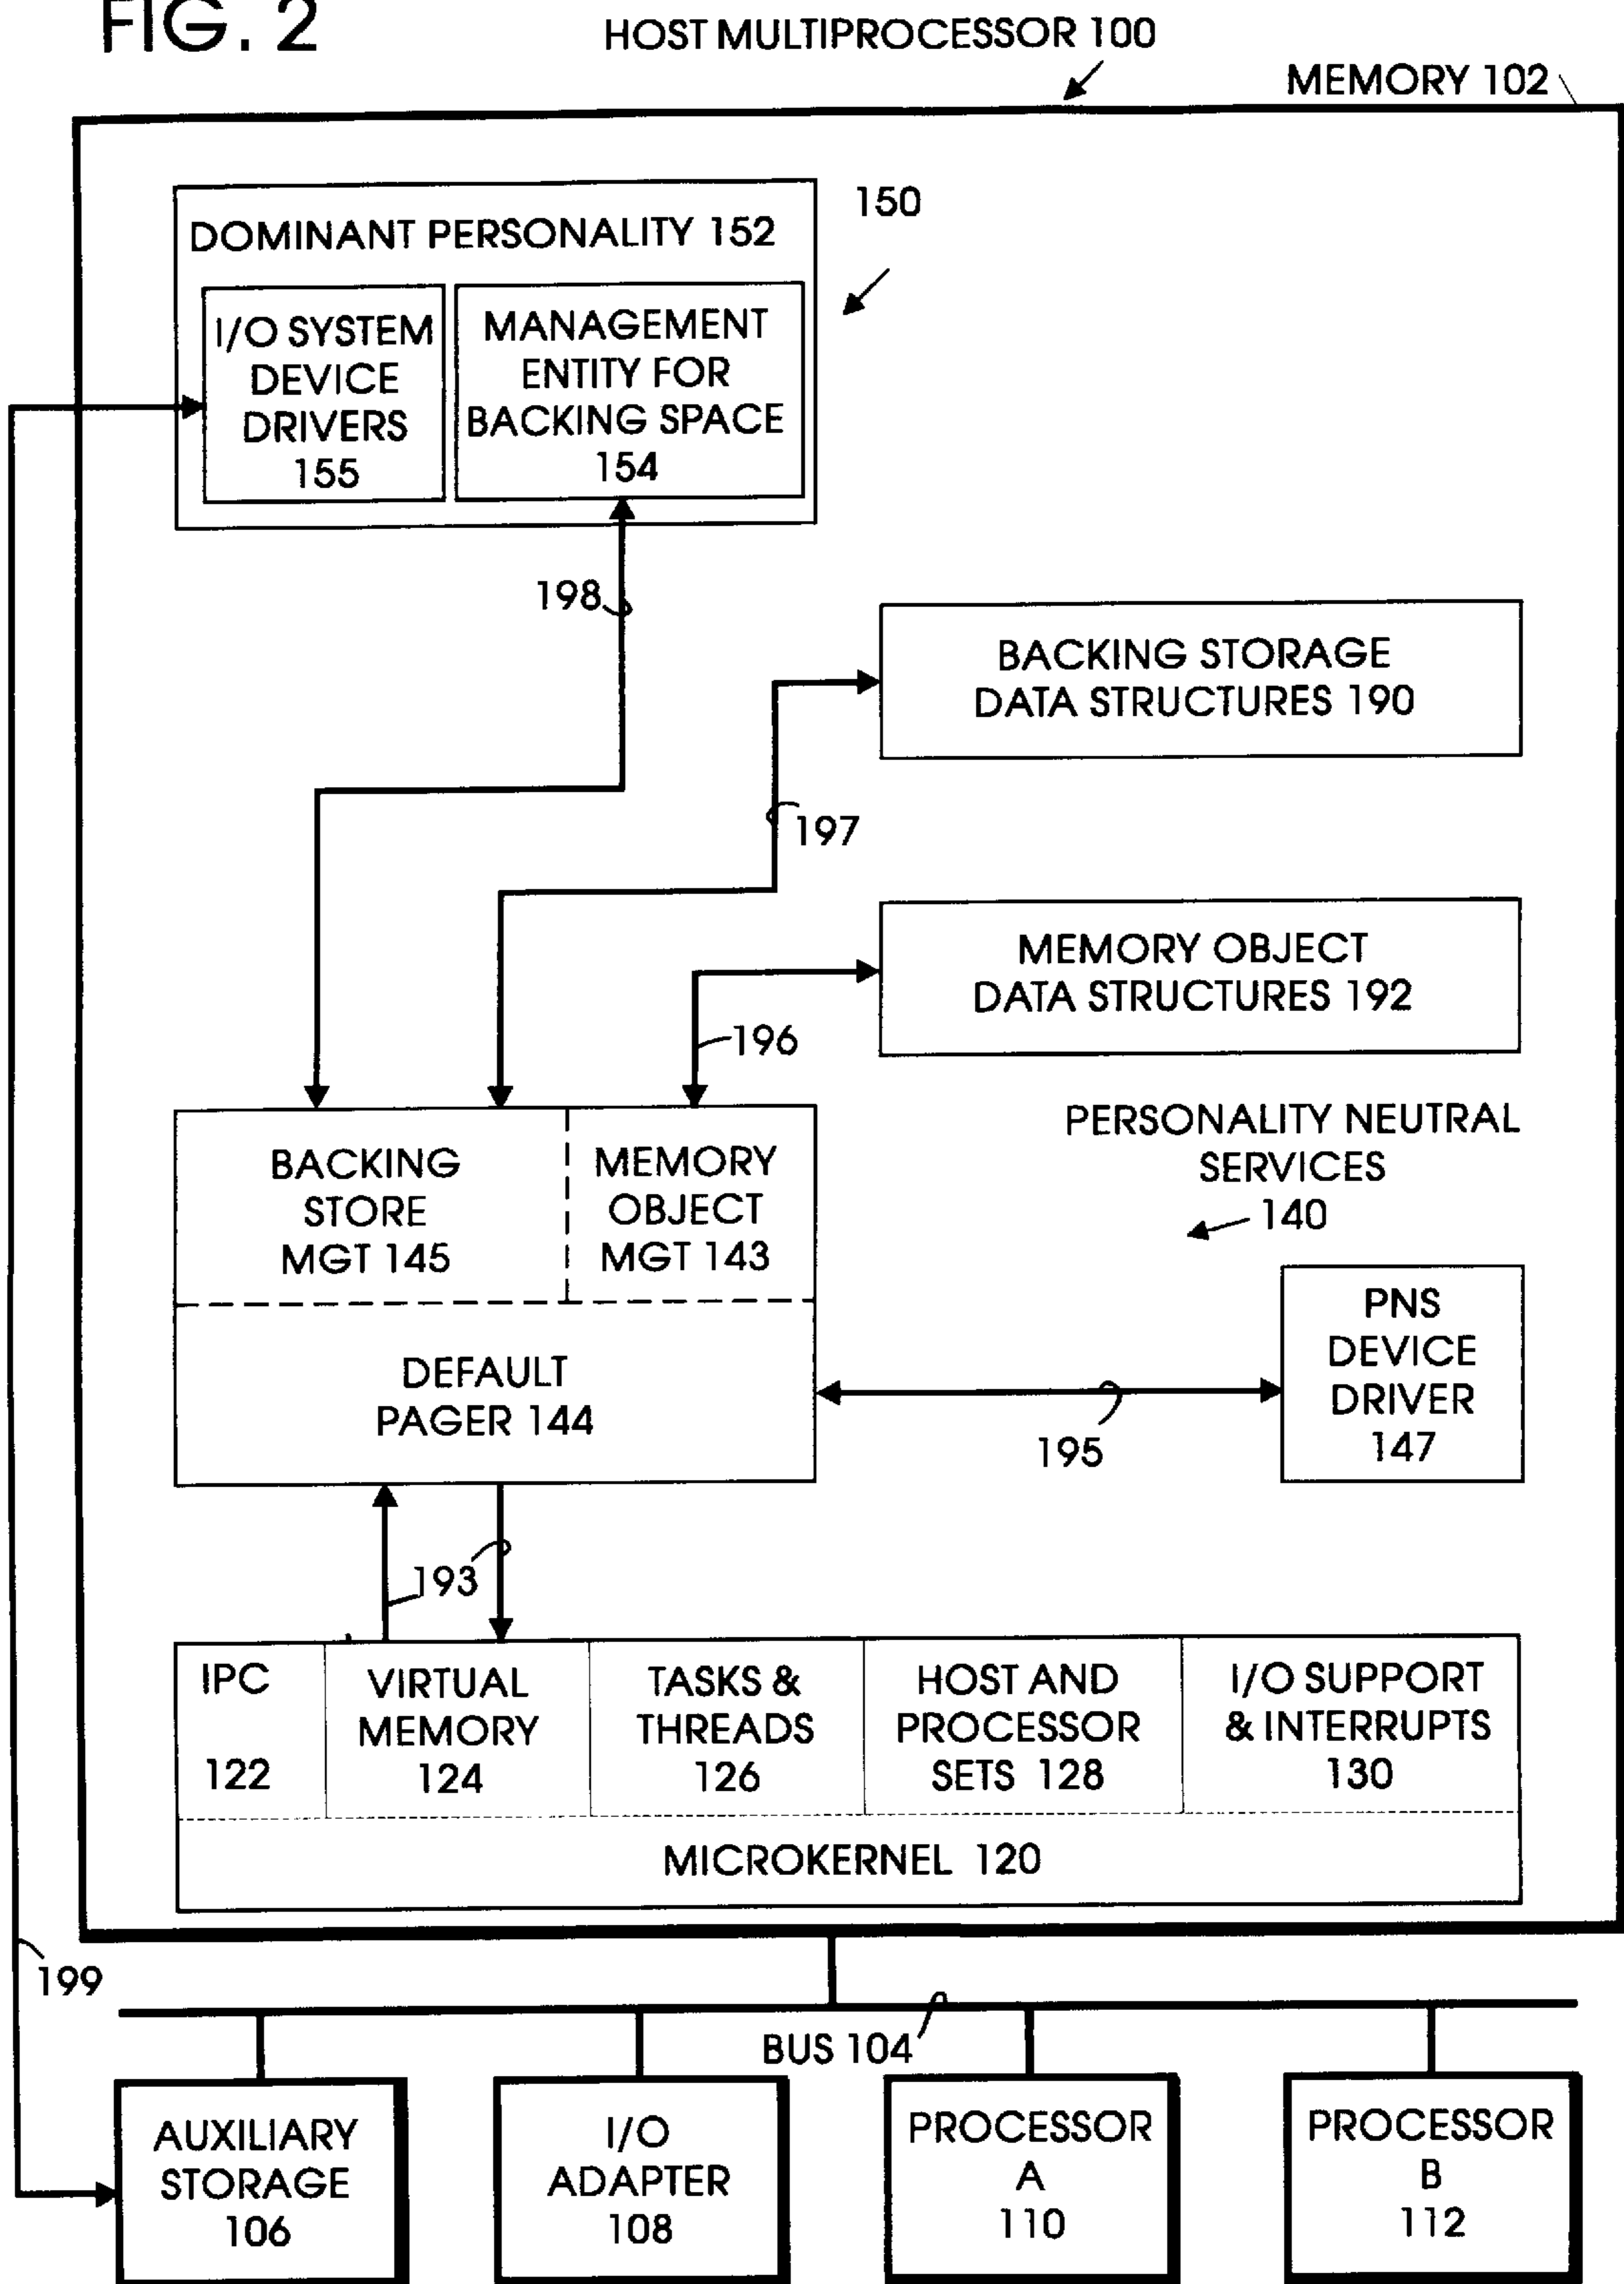 FIG. 2
HOST MULTIPROCESSOR 100
MEMORY 102
150
DOMINANT PERSONALITY 152
I/O SYSTEM
DEVICE
DRIVERS
155
MANAGEMENT
ENTITY FOR
BACKING SPACE
154
198
BACKING STORAGE
DATA STRUCTURES 190
197
MEMORY OBJECT
DATA STRUCTURES 192
196
PERSONALITY NEUTRAL
SERVICES
140
BACKING
STORE
MGT 145
MEMORY
OBJECT
MGT 143
DEFAULT
PAGER 144
195
PNS
DEVICE
DRIVER
147
193
IPC
122
VIRTUAL
MEMORY
124
TASKS &
THREADS
126
HOST AND
PROCESSOR
SETS 128
I/O SUPPORT
& INTERRUPTS
130
MICROKERNEL 120
199
BUS 104
AUXILIARY
STORAGE
106
I/O
ADAPTER
108
PROCESSOR
A
110
PROCESSOR
B
112